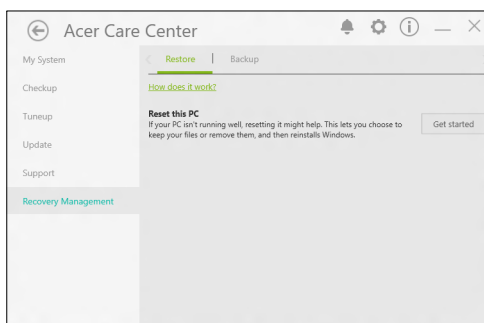 Acer Care Center
My System
Checkup
Tuneup
Update
Support
Recovery Management
Restore | Backup
How does it work?
Reset this PC
If your PC isn't running well, resetting it might help. This lets you choose to
keep your files or remove them, and then reinstalls Windows.
Get started